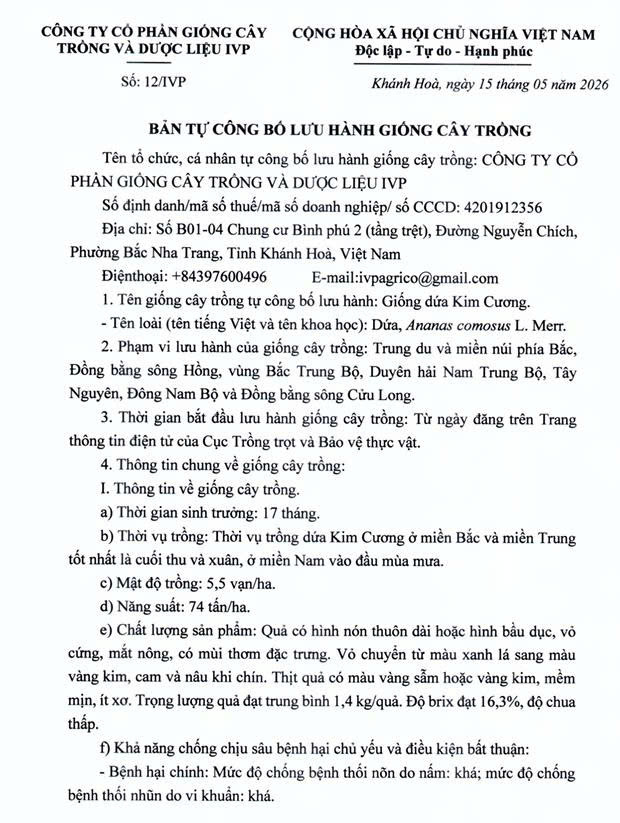 CÔNG TY CỔ PHẦN GIỐNG CÂY
TRỒNG VÀ DƯỢC LIỆU IVP
Số: 12/IVP
CỘNG HÒA XÃ HỘI CHỦ NGHĨA VIỆT NAM
Độc lập - Tự do - Hạnh phúc
Khánh Hoà, ngày 15 tháng 05 năm 2026
BẢN TỰ CÔNG BỐ LƯU HÀNH GIỐNG CÂY TRỒNG
Tên tổ chức, cá nhân tự công bố lưu hành giống cây trồng: CÔNG TY CỔ
PHẦN GIỐNG CÂY TRỒNG VÀ DƯỢC LIỆU IVP
Số định danh/mã số thuế/mã số doanh nghiệp/ số CCCD: 4201912356
Địa chỉ: Số B01-04 Chung cư Bình phú 2 (tầng trệt), Đường Nguyễn Chích,
Phường Bắc Nha Trang, Tỉnh Khánh Hoà, Việt Nam
Điệnthoại: +84397600496 E-mail:ivpagrico@gmail.com
1. Tên giống cây trồng tự công bố lưu hành: Giống dứa Kim Cương.
- Tên loài (tên tiếng Việt và tên khoa học): Dứa, Ananas comosus L. Merr.
2. Phạm vi lưu hành của giống cây trồng: Trung du và miền núi phía Bắc,
Đồng bằng sông Hồng, vùng Bắc Trung Bộ, Duyên hải Nam Trung Bộ, Tây
Nguyên, Đông Nam Bộ và Đồng bằng sông Cửu Long.
3. Thời gian bắt đầu lưu hành giống cây trồng: Từ ngày đăng trên Trang
thông tin điện tử của Cục Trồng trọt và Bảo vệ thực vật.
4. Thông tin chung về giống cây trồng:
I. Thông tin về giống cây trồng.
a) Thời gian sinh trưởng: 17 tháng.
b) Thời vụ trồng: Thời vụ trồng dứa Kim Cương ở miền Bắc và miền Trung
tốt nhất là cuối thu và xuân, ở miền Nam vào đầu mùa mưa.
c) Mật độ trồng: 5,5 vạn/ha.
d) Năng suất: 74 tấn/ha.
e) Chất lượng sản phẩm: Quả có hình nón thuôn dài hoặc hình bầu dục, vỏ
cứng, mắt nông, có mùi thơm đặc trưng. Vỏ chuyển từ màu xanh lá sang màu
vàng kim, cam và nâu khi chín. Thịt quả có màu vàng sẫm hoặc vàng kim, mềm
mịn, ít xơ. Trọng lượng quả đạt trung bình 1,4 kg/quả. Độ brix đạt 16,3%, độ chua
thấp.
f) Khả năng chống chịu sâu bệnh hại chủ yếu và điều kiện bất thuận:
- Bệnh hại chính: Mức độ chống bệnh thối nõn do nấm: khá; mức độ chống
bệnh thối nhũn do vi khuẩn: khá.